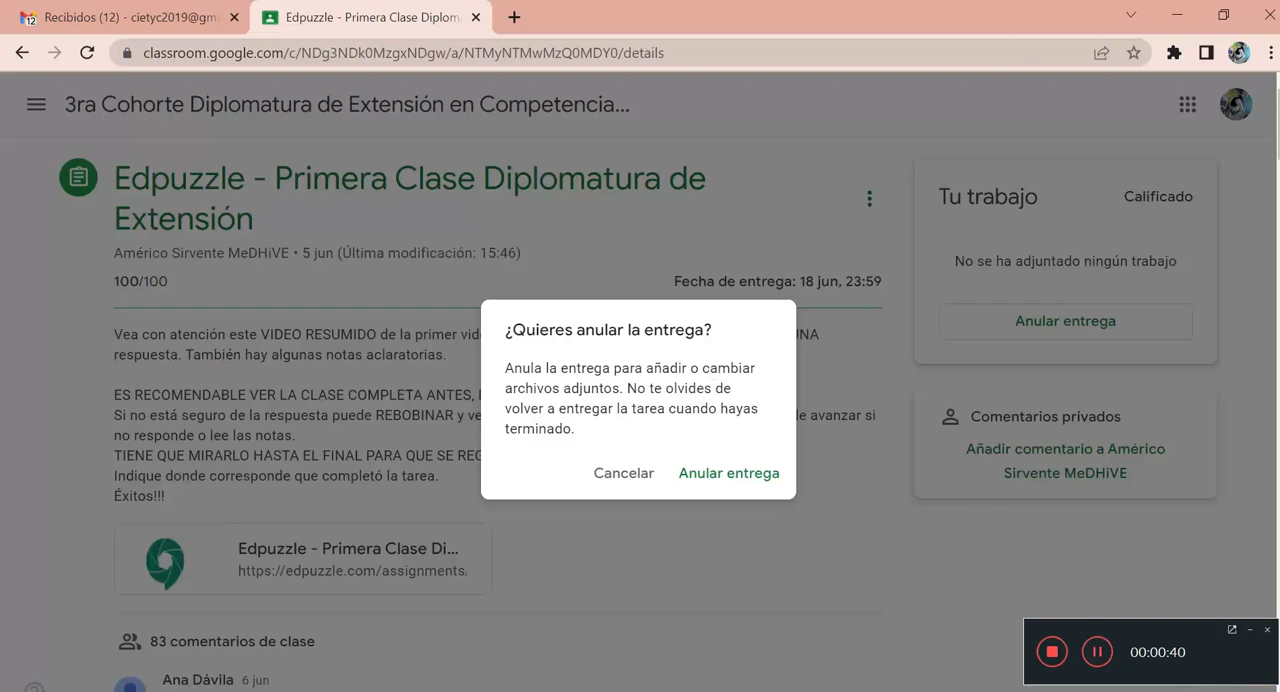 Recibidos (12) - cietyc2019@gm
Edpuzzle - Primera Clase Diplom
classroom.google.com/c/NDg3NDk0MzgxNDgw/a/NTMyNTMwMzQ0MDY0/details
3ra Cohorte Diplomatura de Extensión en Competencia...
Edpuzzle - Primera Clase Diplomatura de
Extensión
Américo Sirvente MeDHiVE • 5 jun (Última modificación: 15:46)
100/100
Fecha de entrega: 18 jun, 23:59
Vea con atención este VIDEO RESUMIDO de la primer vid
UNA
respuesta. También hay algunas notas aclaratorias.
ES RECOMENDABLE VER LA CLASE COMPLETA ANTES,
Si no está seguro de la respuesta puede REBOBINAR y ve
de avanzar si
no responde o lee las notas.
TIENE QUE MIRARLO HASTA EL FINAL PARA QUE SE REG
Indique donde corresponde que completó la tarea.
Éxitos!!!
Edpuzzle - Primera Clase Di...
https://edpuzzle.com/assignments.
83 comentarios de clase
Ana Dávila 6 jun
¿Quieres anular la entrega?
Anula la entrega para añadir o cambiar
archivos adjuntos. No te olvides de
volver a entregar la tarea cuando hayas
terminado.
Cancelar
Anular entrega
Tu trabajo
Calificado
No se ha adjuntado ningún trabajo
Anular entrega
Comentarios privados
Añadir comentario a Américo
Sirvente MeDHiVE
00:00:40